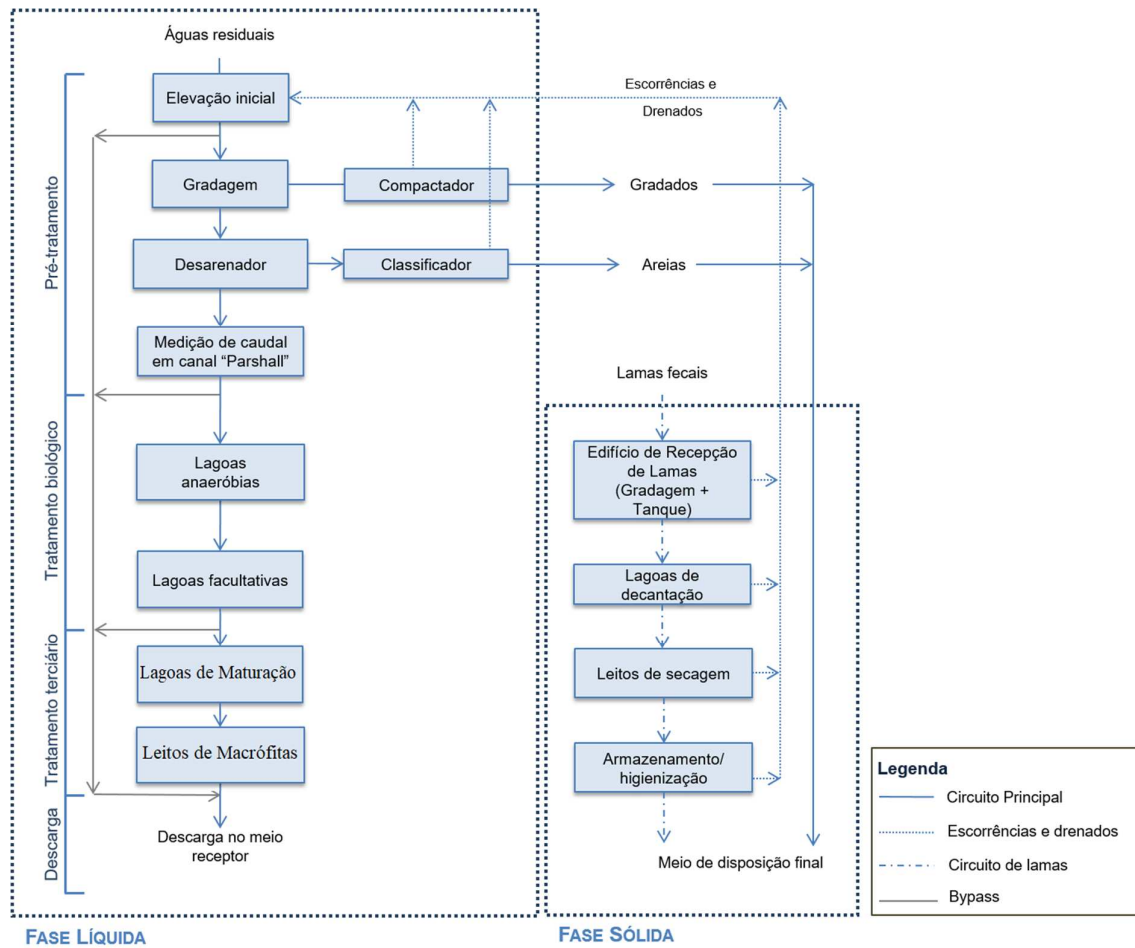 Águas residuais
Elevação inicial
Escorrências e
Drenados
Pré-tratamento
Gradagem
Compactador
Gradados
Desarenador
Classificador
Areias
Medição de caudal
em canal “Parshall”
Lamas fecais
Tratamento biológico
Lagoas
anaeróbias
Edifício de Recepção
de Lamas
(Gradagem +
Tanque)
Lagoas facultativas
Lagoas de
decantação
Tratamento terciário
Lagoas de Maturação
Leitos de secagem
Leitos de Macrófitas
Armazenamento/
higienização
Descarga
Descarga no meio
receptor
Meio de disposição final
Legenda
Circuito Principal
Escorrências e drenados
Circuito de lamas
Bypass
FASE LÍQUIDA
FASE SÓLIDA